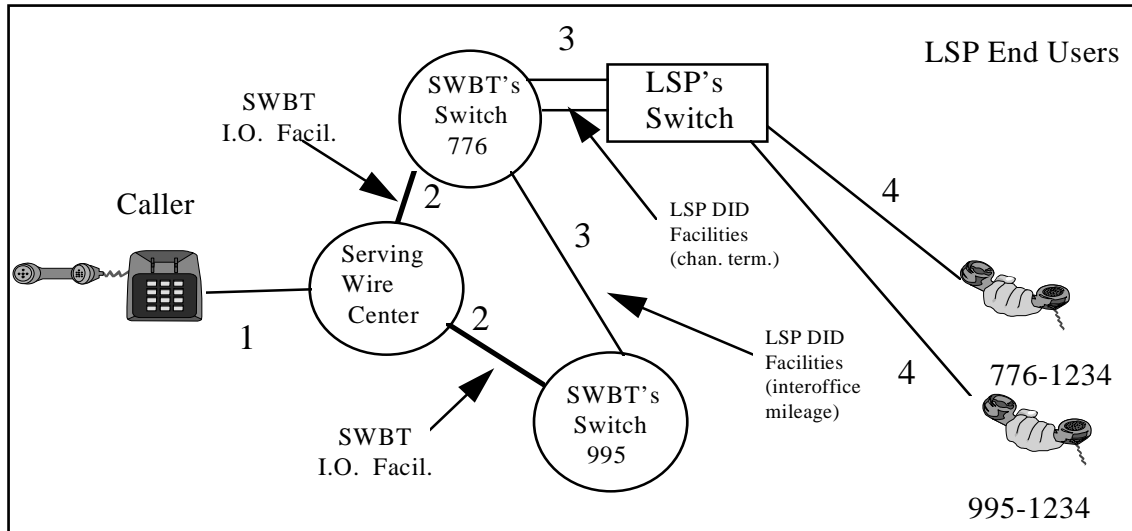 3
LSP End Users
SWBT's
Switch
776
LSP's
Switch
SWBT
I.O. Facil.
2
4
Caller
LSP DID
Facilities
(chan. term.)
3
Serving
Wire
Center
1
2
LSP DID
Facilities
(interoffice
mileage)
4
776-1234
SWBT's
Switch
995
SWBT
I.O. Facil.
995-1234